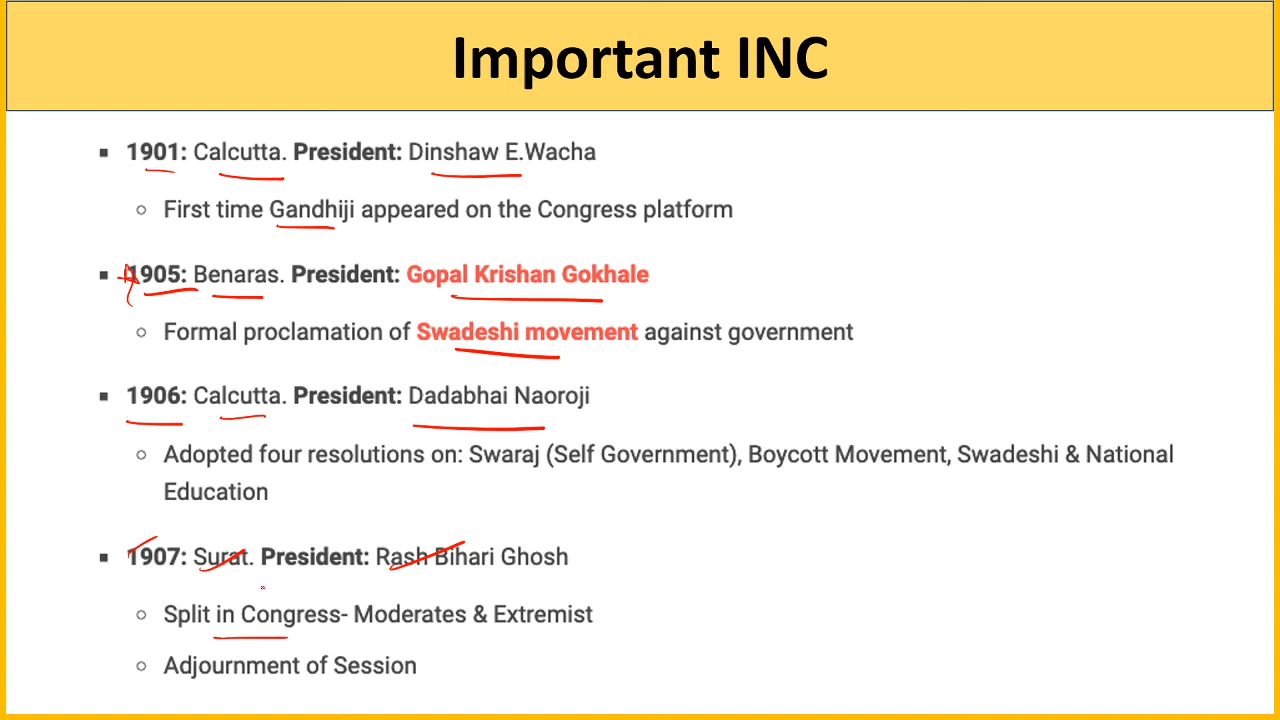 Important INC
▪ 1901: Calcutta. President: Dinshaw E.Wacha
○ First time Gandhiji appeared on the Congress platform
▪ 1905: Benaras. President: Gopal Krishan Gokhale
○ Formal proclamation of Swadeshi movement against government
▪ 1906: Calcutta. President: Dadabhai Naoroji
○ Adopted four resolutions on: Swaraj (Self Government), Boycott Movement, Swadeshi & National
Education
▪ 1907: Surat. President: Rash Bihari Ghosh
○ Split in Congress- Moderates & Extremist
○ Adjournment of Session